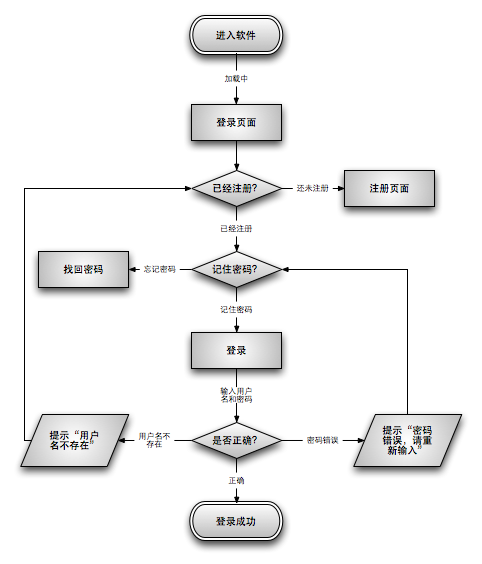 进入软件
加载中
登录页面
已经注册?
还未注册
注册页面
已经注册
找回密码
忘记密码
记住密码?
记住密码
登录
输入用户
名和密码
提示“用户
名不存在”
用户名不
存在
是否正确?
密码错误
提示“密码
错误，请重
新输入”
正确
登录成功